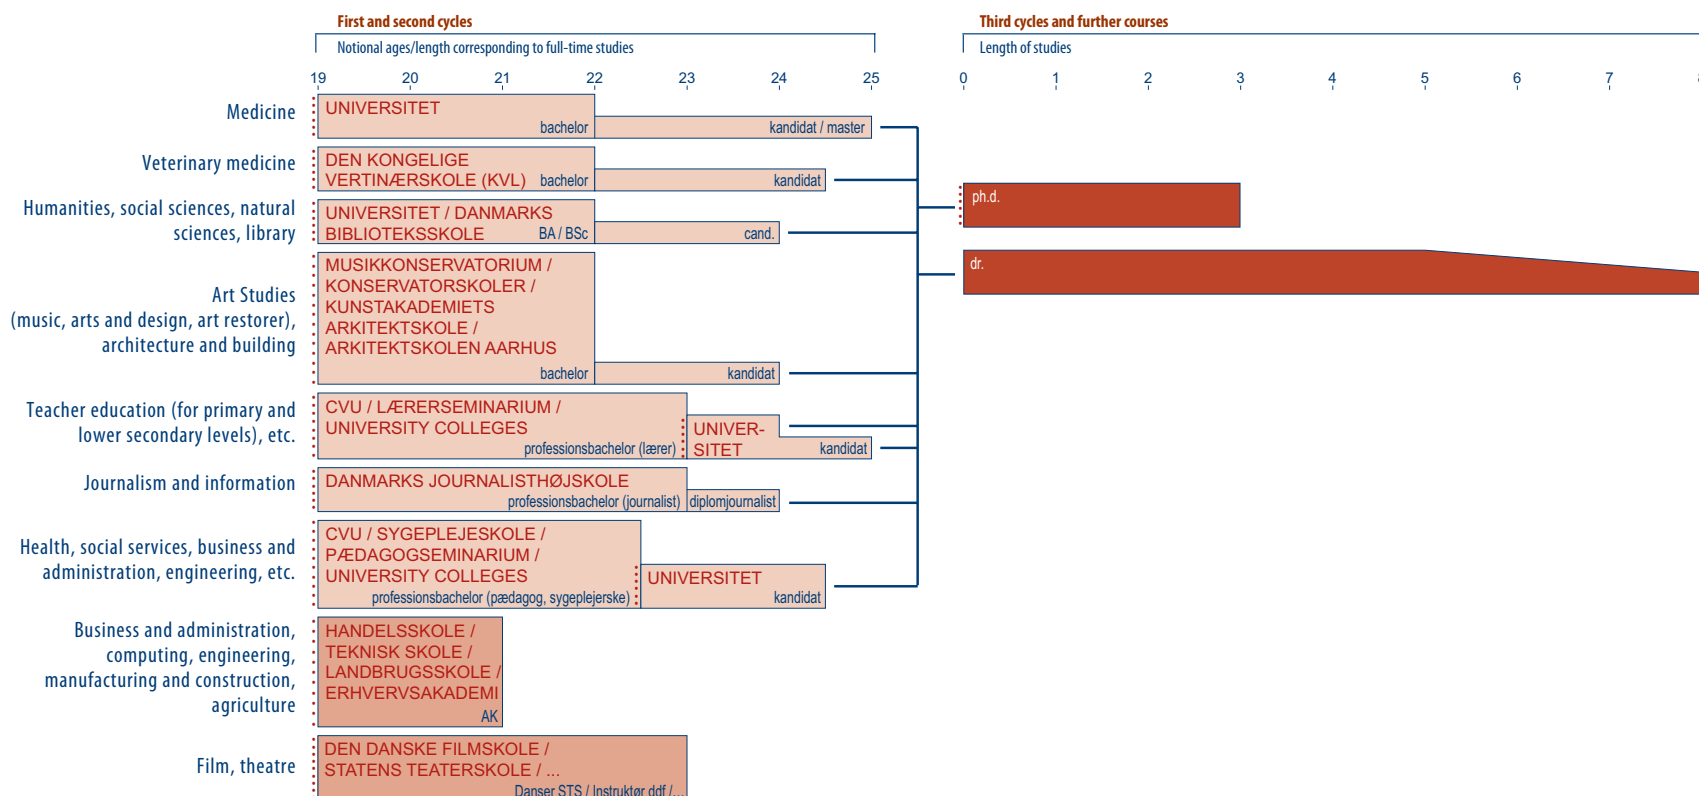 First and second cycles
Third cycles and further courses
Notional ages/length corresponding to full-time studies
Length of studies
19 20 21 22 23 24 25
0 1 2 3 4 5 6 7
Medicine
UNIVERSITET
bachelor
kandidat / master
Veterinary medicine
DEN KONGELIGE
VERTINÆRSKOLE (KVL)
bachelor
kandidat
Humanities, social sciences, natural
sciences, library
UNIVERSITET / DANMARKS
BIBLIOTEKSSKOLE
BA / BSc
cand.
ph.d.
dr.
Art Studies
(music, arts and design, art restorer),
architecture and building
MUSIKKONSERVATORIUM /
KONSERVATORSKOLER /
KUNSTAKADEMIETS
ARKITEKTSKOLE /
ARKITEKTSKOLEN AARHUS
bachelor
kandidat
Teacher education (for primary and
lower secondary levels), etc.
CVU / LÆRERSEMINARIUM /
UNIVERSITY COLLEGES
professionsbachelor (lærer)
UNIVER-
SITET
kandidat
Journalism and information
DANMARKS JOURNALISTHØJSKOLE
professionsbachelor (journalist)
diplomjournalist
Health, social services, business and
administration, engineering, etc.
CVU / SYGEPLEJESKOLE /
PÆDAGOGSEMINARIUM /
UNIVERSITY COLLEGES
professionsbachelor (pædagog, sygeplejerske)
UNIVERSITET
kandidat
Business and administration,
computing, engineering,
manufacturing and construction,
agriculture
HANDELSSKOLE /
TEKNISK SKOLE /
LANDBRUGSSKOLE /
ERHVERVSAKADEMI
AK
Film, theatre
DEN DANSKE FILMSKOLE /
STATENS TEATERSKOLE / ...
Danser STS / Instruktør ddf /...